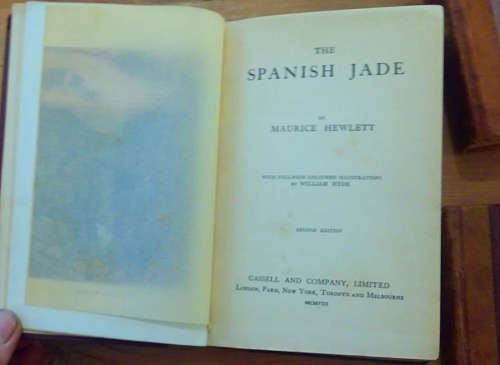 THE
SPANISH JADE
BY
MAURICE HEWLETT
WITH FULL-PAGE COLOURED ILLUSTRATIONS
BY WILLIAM HYDE
SECOND EDITION
CASSELL AND COMPANY, LIMITED
LONDON, PARIS, NEW YORK, TORONTO AND MELBOURNE